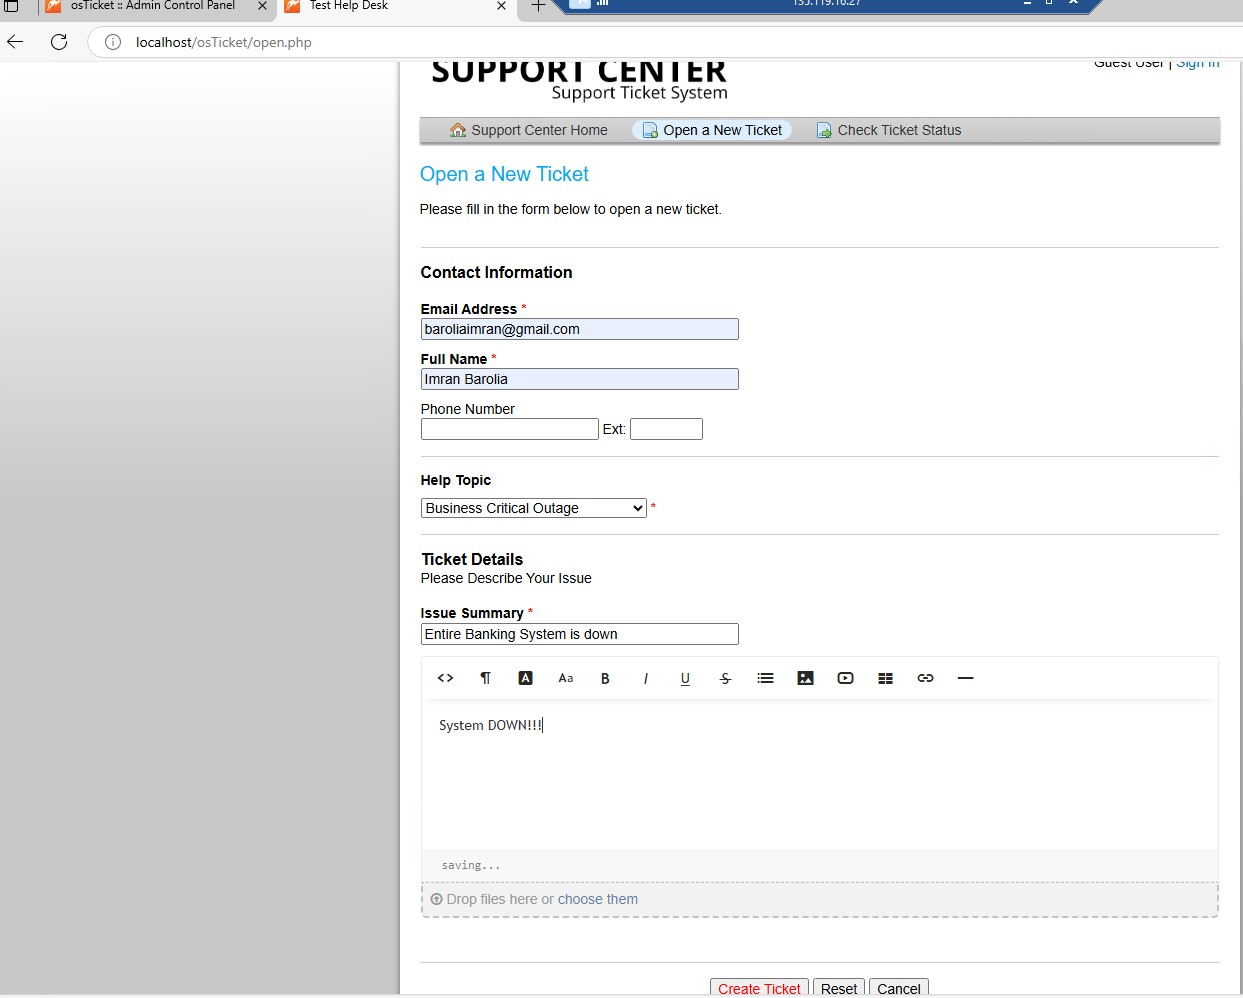 osTicket :: Admin Control Panel
Test Help Desk
135.119.16.27
localhost/osTicket/open.php
SUPPORT CENTER
Support Ticket System
Guest User | Sign In
Support Center Home
Open a New Ticket
Check Ticket Status
Open a New Ticket
Please fill in the form below to open a new ticket.
Contact Information
Email Address *
baroliaimran@gmail.com
Full Name *
Imran Barolia
Phone Number
Ext:
Help Topic
Business Critical Outage *
Ticket Details
Please Describe Your Issue
Issue Summary *
Entire Banking System is down
<> ¶ A Aa B I U S
System DOWN!!!
saving...
Drop files here or choose them
Create Ticket Reset Cancel